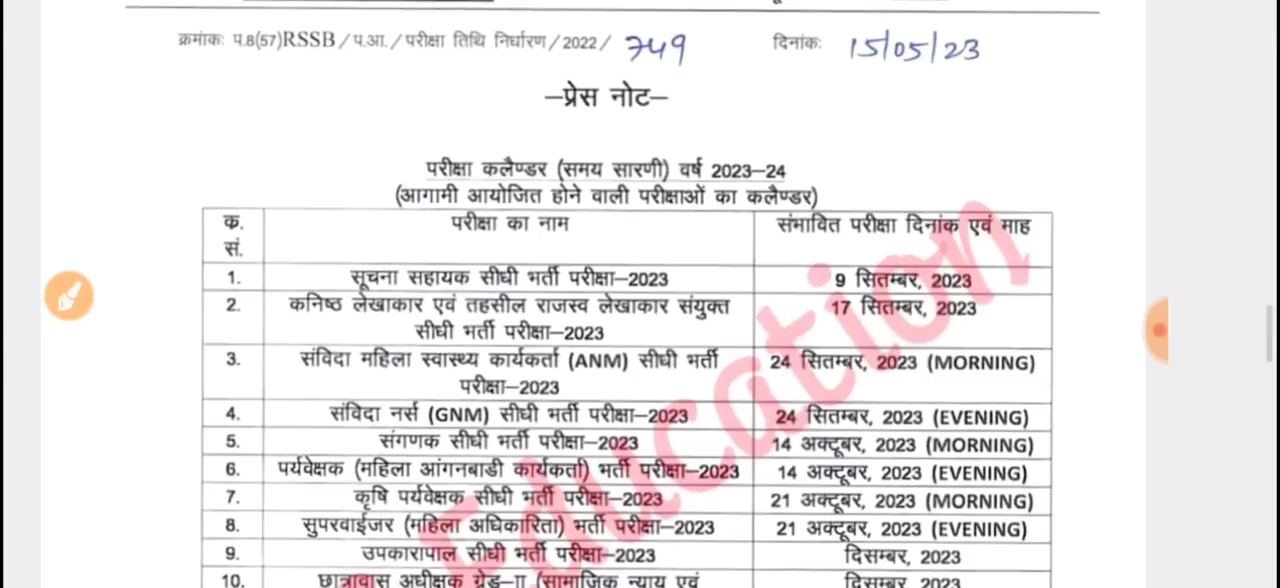 क्रमांकः प.8(57)RSSB/प.आ./परीक्षा तिथि निर्धारण/2022/ 749 दिनांकः 15/05/23
—प्रेस नोट—
परीक्षा कलैण्डर (समय सारणी) वर्ष 2023—24
(आगामी आयोजित होने वाली परीक्षाओं का कलैण्डर)
क. सं. परीक्षा का नाम संभावित परीक्षा दिनांक एवं माह
1. सूचना सहायक सीधी भर्ती परीक्षा—2023 9 सितम्बर, 2023
2. कनिष्ठ लेखाकार एवं तहसील राजस्व लेखाकार संयुक्त 17 सितम्बर, 2023
सीधी भर्ती परीक्षा—2023
3. संविदा महिला स्वास्थ्य कार्यकर्ता (ANM) सीधी भर्ती 24 सितम्बर, 2023 (MORNING)
परीक्षा—2023
4. संविदा नर्स (GNM) सीधी भर्ती परीक्षा—2023 24 सितम्बर, 2023 (EVENING)
5. संगणक सीधी भर्ती परीक्षा—2023 14 अक्टूबर, 2023 (MORNING)
6. पर्यवेक्षक (महिला आंगनबाडी कार्यकर्ता) भर्ती परीक्षा—2023 14 अक्टूबर, 2023 (EVENING)
7. कृषि पर्यवेक्षक सीधी भर्ती परीक्षा—2023 21 अक्टूबर, 2023 (MORNING)
8. सुपरवाईजर (महिला अधिकारिता) भर्ती परीक्षा—2023 21 अक्टूबर, 2023 (EVENING)
9. उपकारापाल सीधी भर्ती परीक्षा—2023 दिसम्बर, 2023
10. छात्रावास अधीक्षक ग्रेड—II (सामाजिक न्याय एवं दिसम्बर, 2023
Education